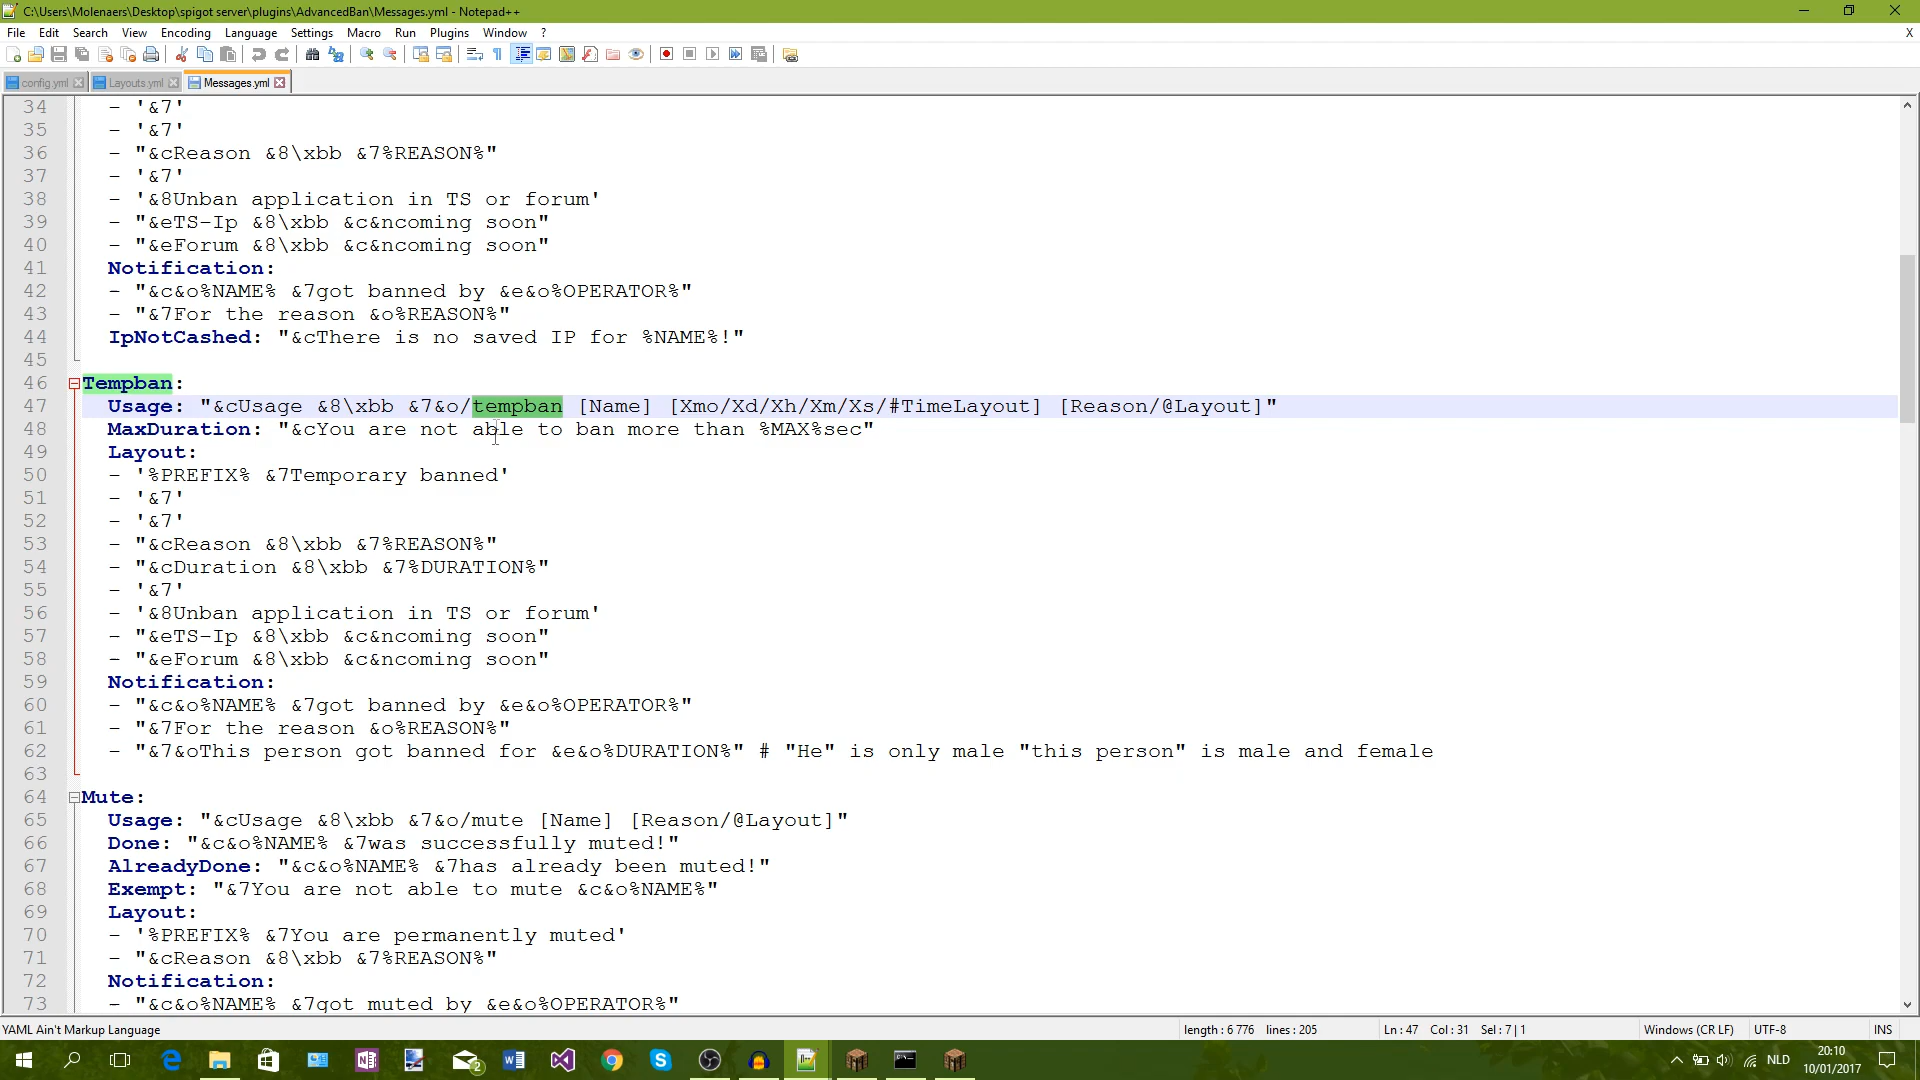 C:\Users\Molenaers\Desktop\spigot server\plugins\AdvancedBan\Messages.yml - Notepad++
File Edit Search View Encoding Language Settings Macro Run Plugins Window ? X
config.yml Layouts.yml Messages.yml
34 - '&7'
35 - '&7'
36 - "&cReason &8\xbb &7%REASON%"
37 - '&7'
38 - '&8Unban application in TS or forum'
39 - "&eTS-Ip &8\xbb &c&ncoming soon"
40 - "&eForum &8\xbb &c&ncoming soon"
41 Notification:
42 - "&c&o%NAME% &7got banned by &e&o%OPERATOR%"
43 - "&7For the reason &o%REASON%"
44 IpNotCashed: "&cThere is no saved IP for %NAME%!"
45
46 Tempban:
47 Usage: "&cUsage &8\xbb &7&o/tempban [Name] [Xmo/Xd/Xh/Xm/Xs/#TimeLayout] [Reason/@Layout]"
48 MaxDuration: "&cYou are not able to ban more than %MAX%sec"
49 Layout:
50 - '%PREFIX% &7Temporary banned'
51 - '&7'
52 - '&7'
53 - "&cReason &8\xbb &7%REASON%"
54 - "&cDuration &8\xbb &7%DURATION%"
55 - '&7'
56 - '&8Unban application in TS or forum'
57 - "&eTS-Ip &8\xbb &c&ncoming soon"
58 - "&eForum &8\xbb &c&ncoming soon"
59 Notification:
60 - "&c&o%NAME% &7got banned by &e&o%OPERATOR%"
61 - "&7For the reason &o%REASON%"
62 - "&7&oThis person got banned for &e&o%DURATION%" # "He" is only male "this person" is male and female
63
64 Mute:
65 Usage: "&cUsage &8\xbb &7&o/mute [Name] [Reason/@Layout]"
66 Done: "&c&o%NAME% &7was successfully muted!"
67 AlreadyDone: "&c&o%NAME% &7has already been muted!"
68 Exempt: "&7You are not able to mute &c&o%NAME%"
69 Layout:
70 - '%PREFIX% &7You are permanently muted'
71 - "&cReason &8\xbb &7%REASON%"
72 Notification:
73 - "&c&o%NAME% &7got muted by &e&o%OPERATOR%"
YAML Ain't Markup Language length : 6 776 lines : 205 Ln : 47 Col : 31 Sel : 7 | 1 Windows (CR LF) UTF-8 INS
2 NLD 20:10
10/01/2017